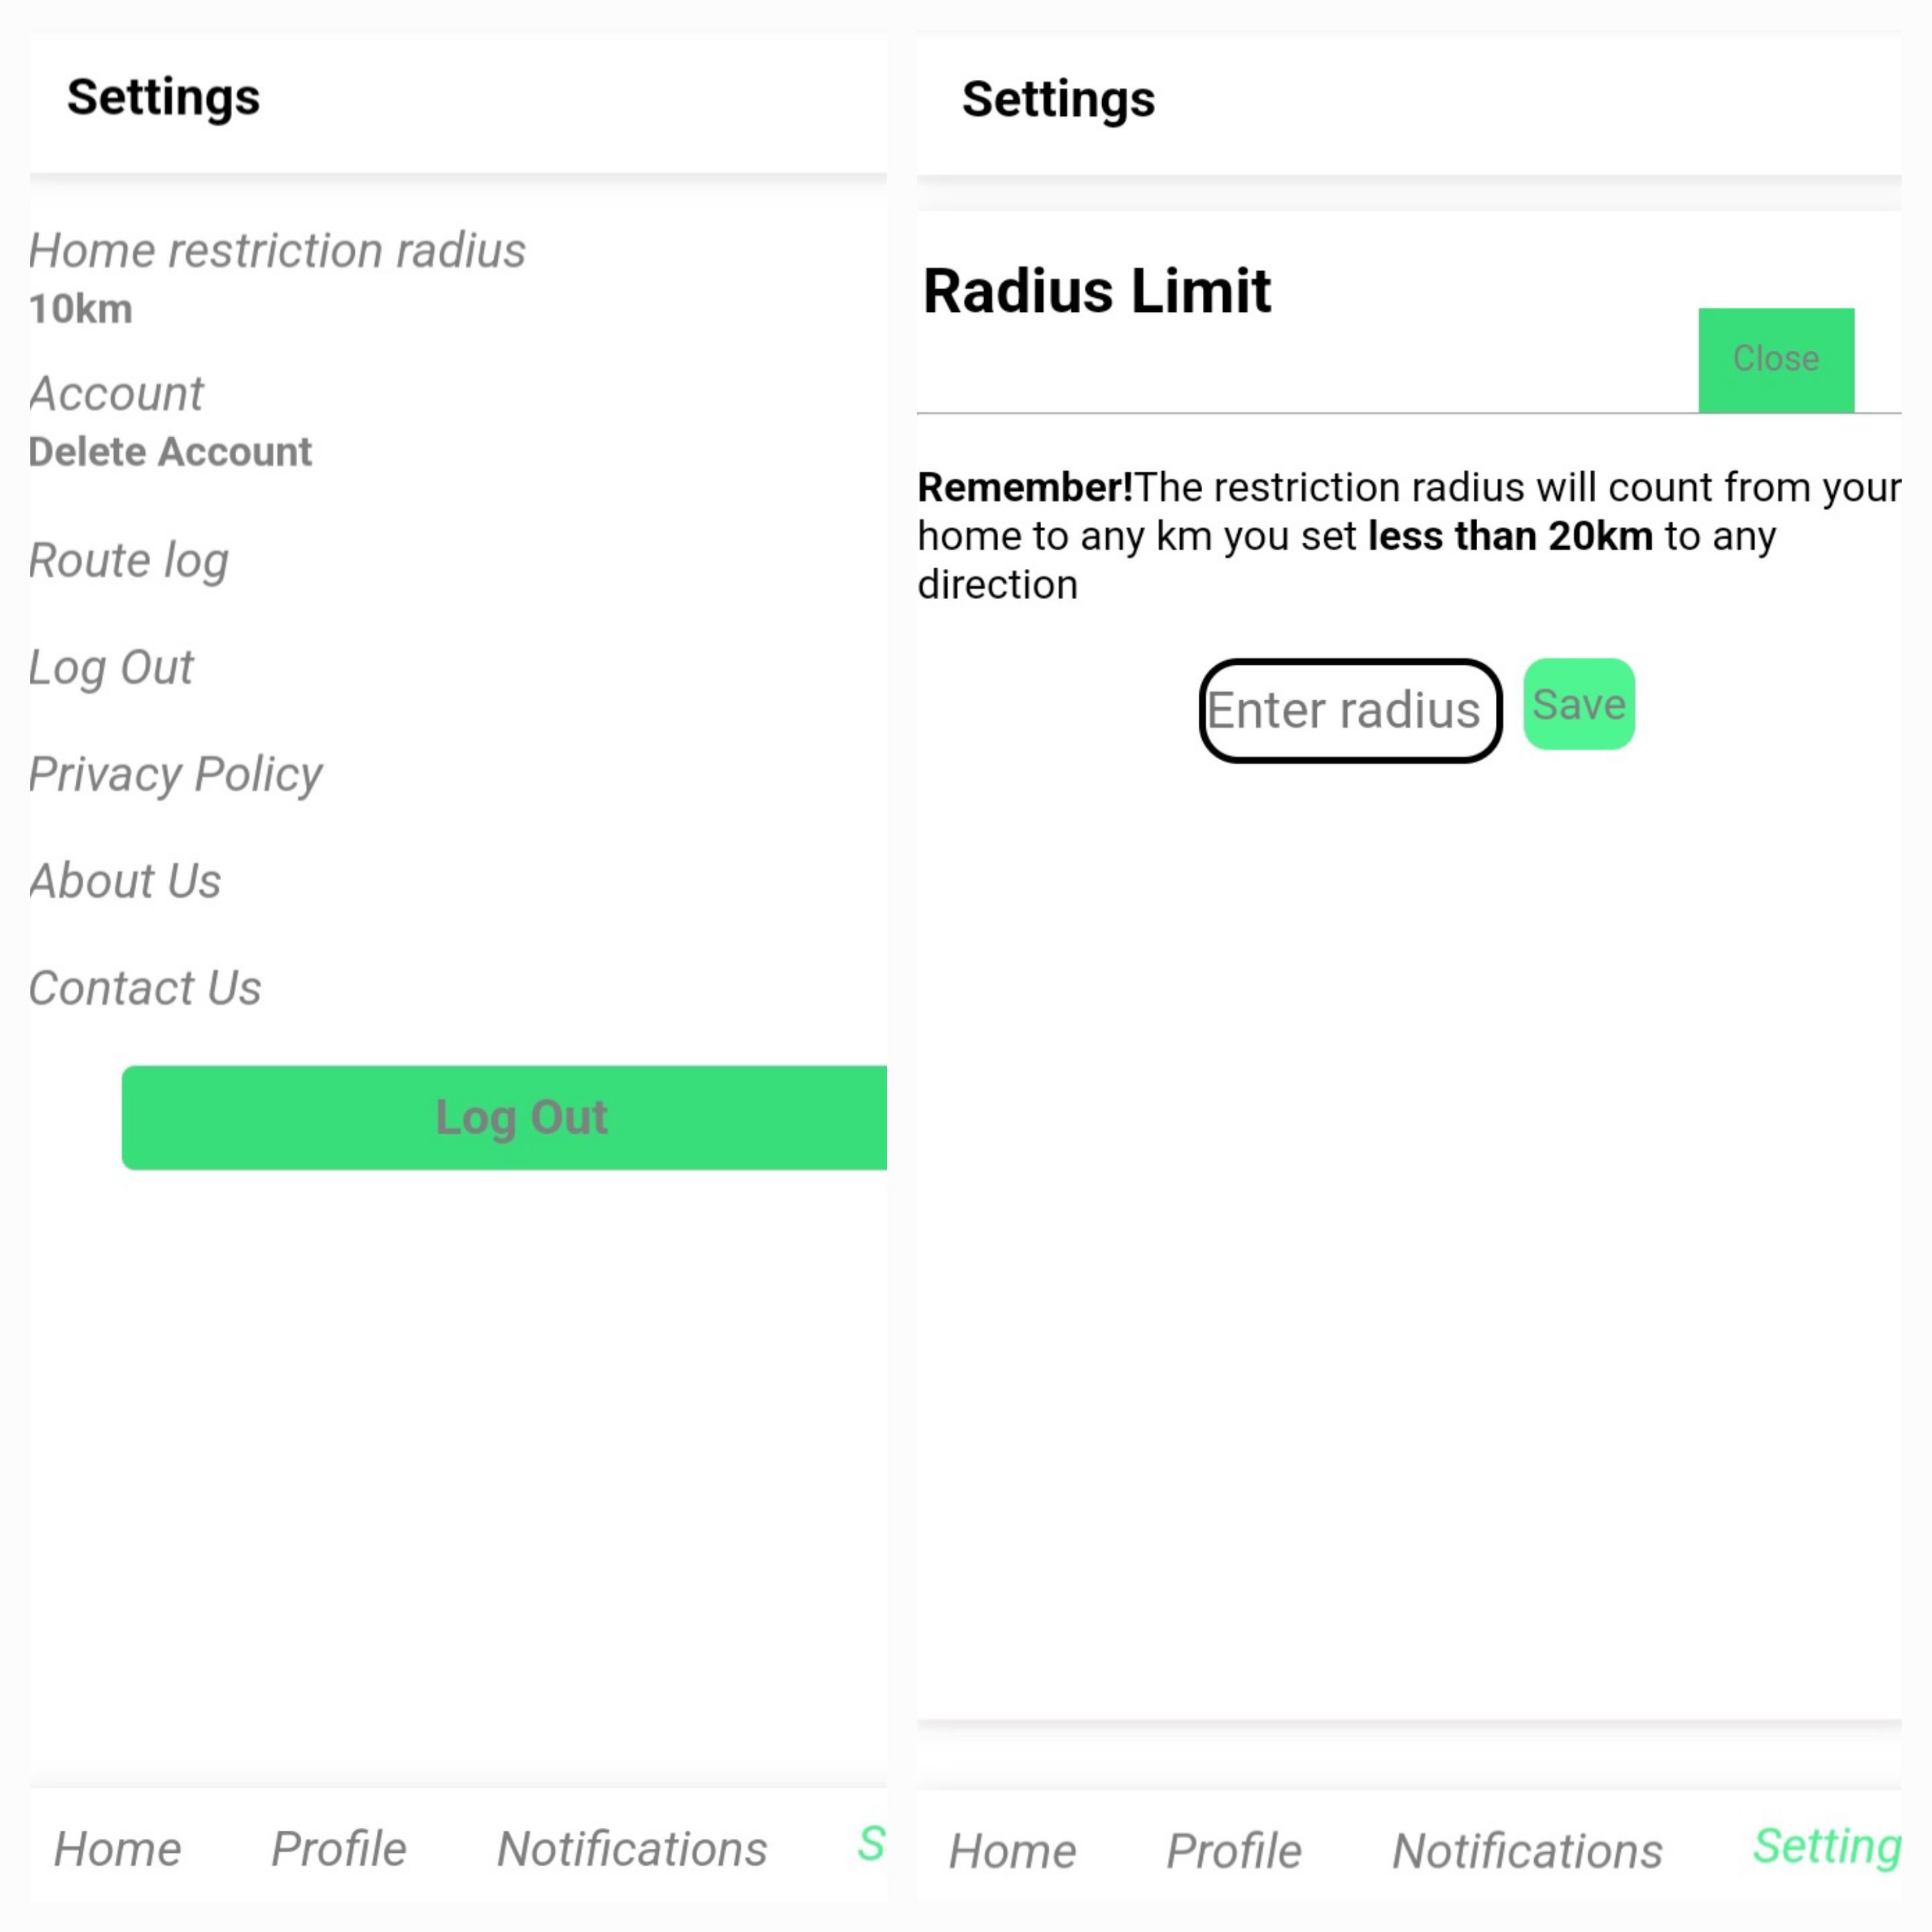 Settings
Home restriction radius
10km
Account
Delete Account
Route log
Log Out
Privacy Policy
About Us
Contact Us
Log Out
Home Profile Notifications S
Settings
Radius Limit
Close
Remember!The restriction radius will count from your
home to any km you set less than 20km to any
direction
Enter radius Save
Home Profile Notifications Setting